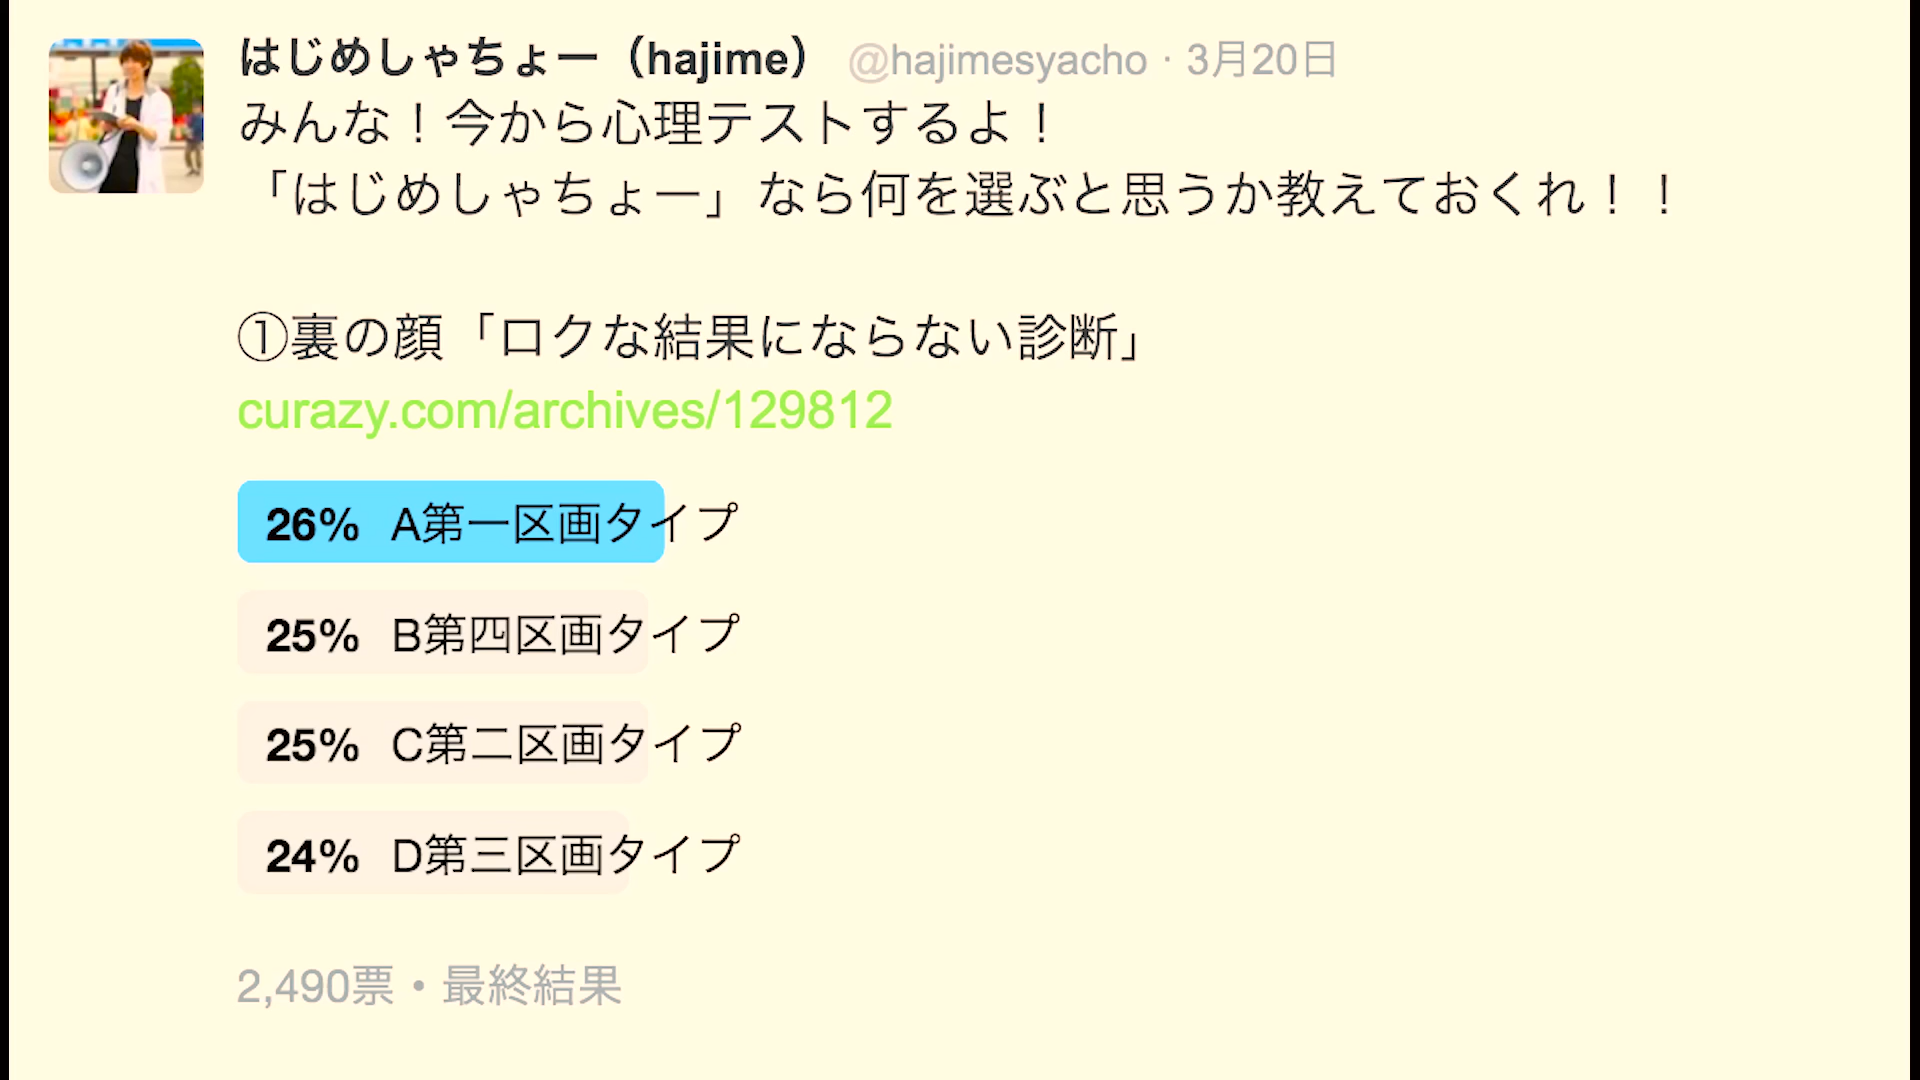 はじめしゃちょー（hajime） @hajimesyacho · 3月20日
みんな！今から心理テストするよ！
「はじめしゃちょー」なら何を選ぶと思うか教えておくれ！！
①裏の顔「ロクな結果にならない診断」
curazy.com/archives/129812
26% A第一区画タイプ
25% B第四区画タイプ
25% C第二区画タイプ
24% D第三区画タイプ
2,490票・最終結果